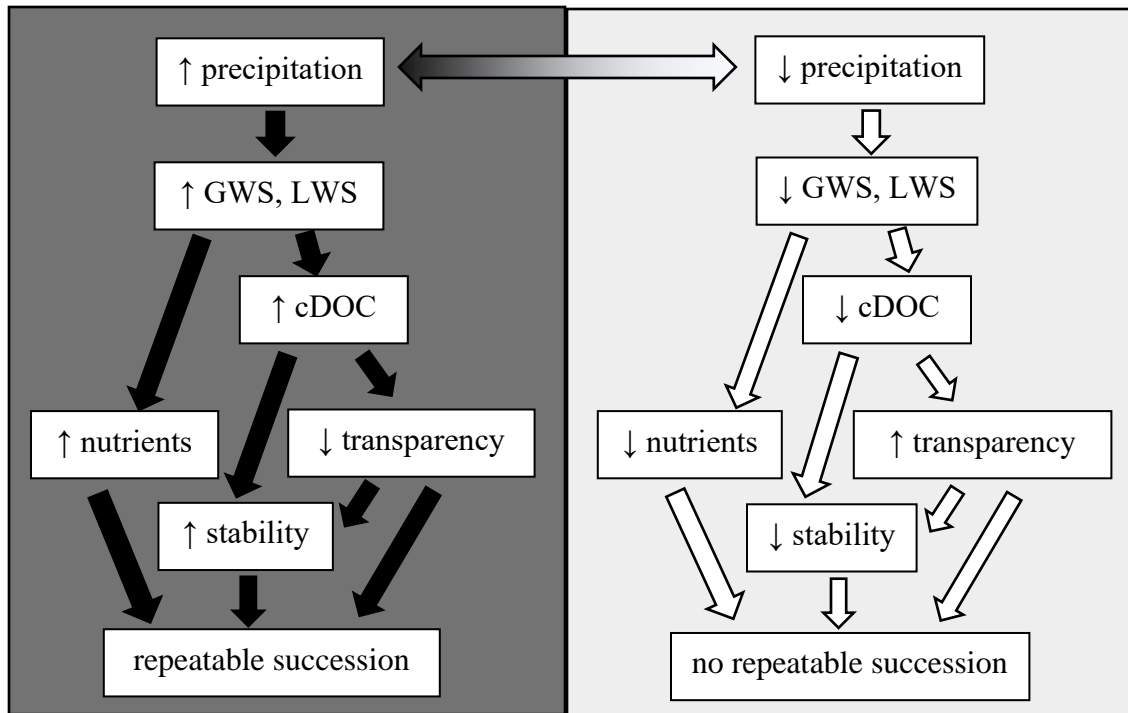 ↑ precipitation
↑ GWS, LWS
↑ cDOC
↑ nutrients
↓ transparency
↑ stability
repeatable succession
↓ precipitation
↓ GWS, LWS
↓ cDOC
↓ nutrients
↑ transparency
↓ stability
no repeatable succession